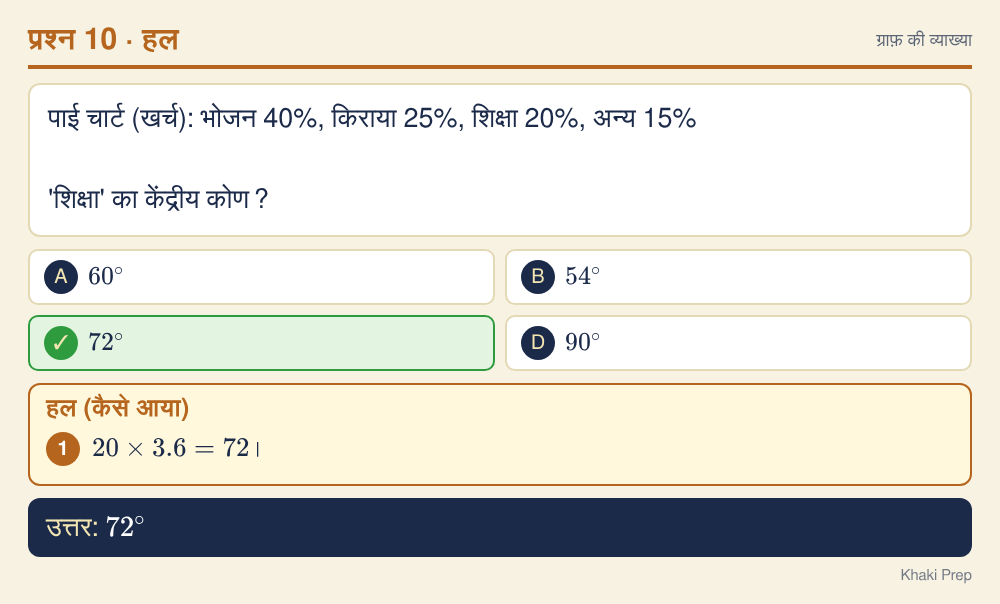 प्रश्न 10 · हल
ग्राफ़ की व्याख्या
पाई चार्ट (खर्च): भोजन 40%, किराया 25%, शिक्षा 20%, अन्य 15%
'शिक्षा' का केंद्रीय कोण ?
A 60°
B 54°
✓ 72°
D 90°
हल (कैसे आया)
1 20 × 3.6 = 72।
उत्तर: 72°
Khaki Prep